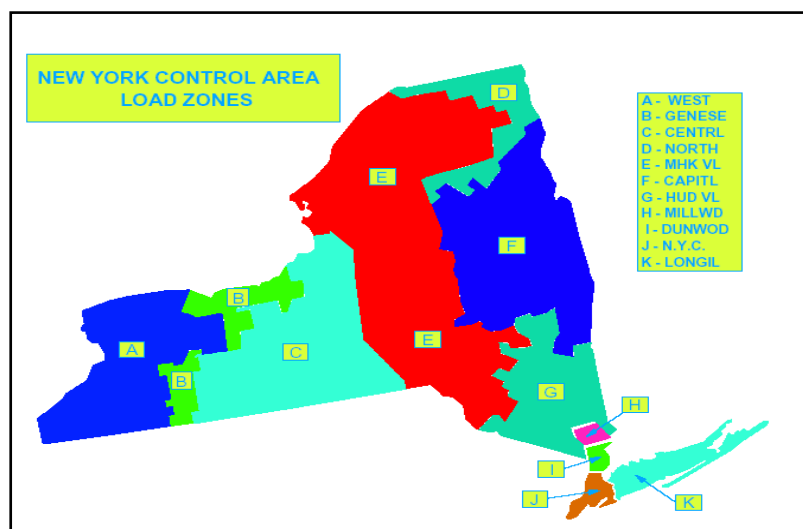 NEW YORK CONTROL AREA
LOAD ZONES
A - WEST
B - GENESE
C - CENTRL
D - NORTH
E - MHK VL
F - CAPITL
G - HUD VL
H - MILLWD
I - DUNWOD
J - N.Y.C.
K - LONGIL
D
E
F
B
A
C
E
B
G
H
I
J
K